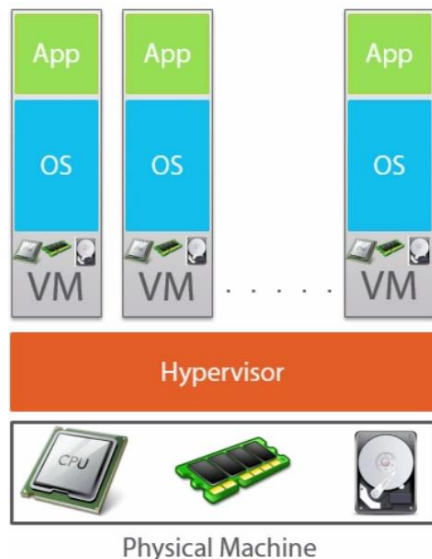 App App App
OS OS OS
VM VM . . . . . VM
Hypervisor
CPU
Physical Machine